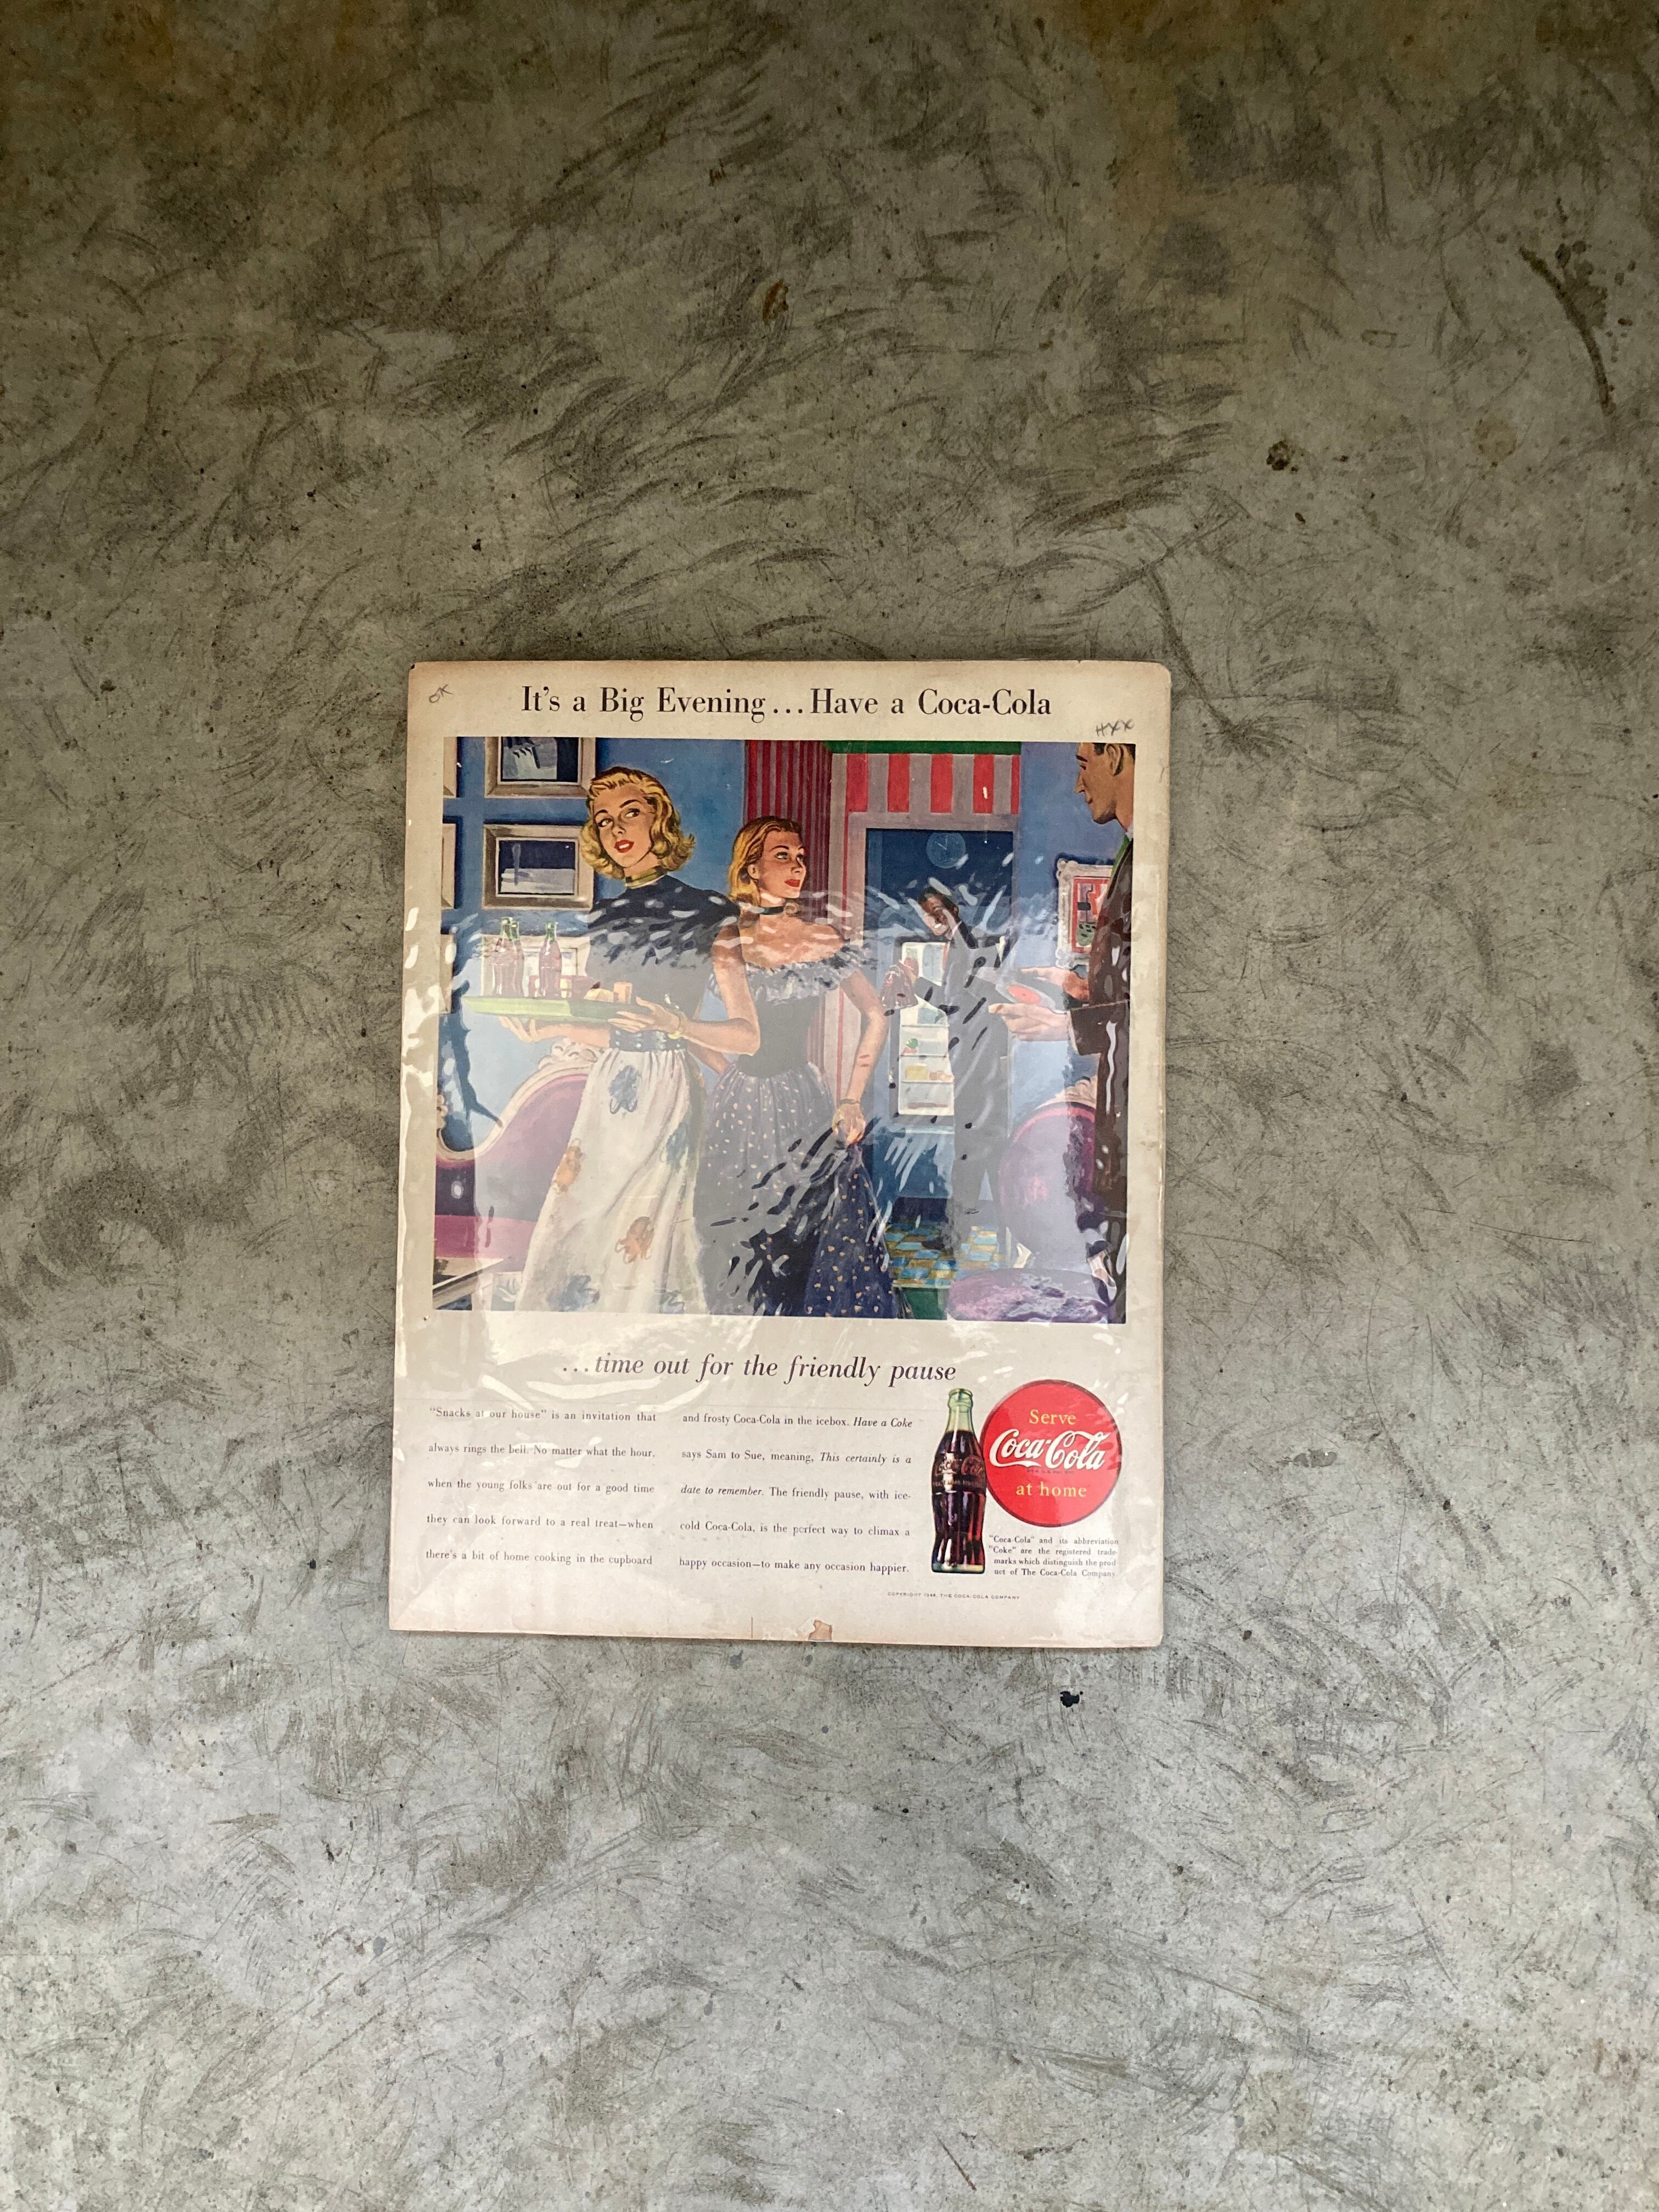 OK
It's a Big Evening...Have a Coca-Cola
...time out for the friendly pause
"Snacks at our house" is an invitation that
always rings the bell. No matter what the hour,
when the young folks are out for a good time
they can look forward to a real treat—when
there's a bit of home cooking in the cupboard
and frosty Coca-Cola in the icebox. Have a Coke
says Sam to Sue, meaning, This certainly is a
date to remember. The friendly pause, with ice-
cold Coca-Cola, is the perfect way to climax a
happy occasion—to make any occasion happier.
Coca-Cola
Serve
Coca-Cola
at home
"Coca-Cola" and its abbreviation
"Coke" are the registered trade-
marks which distinguish the prod-
uct of The Coca-Cola Company.
THE COCA-COLA COMPANY